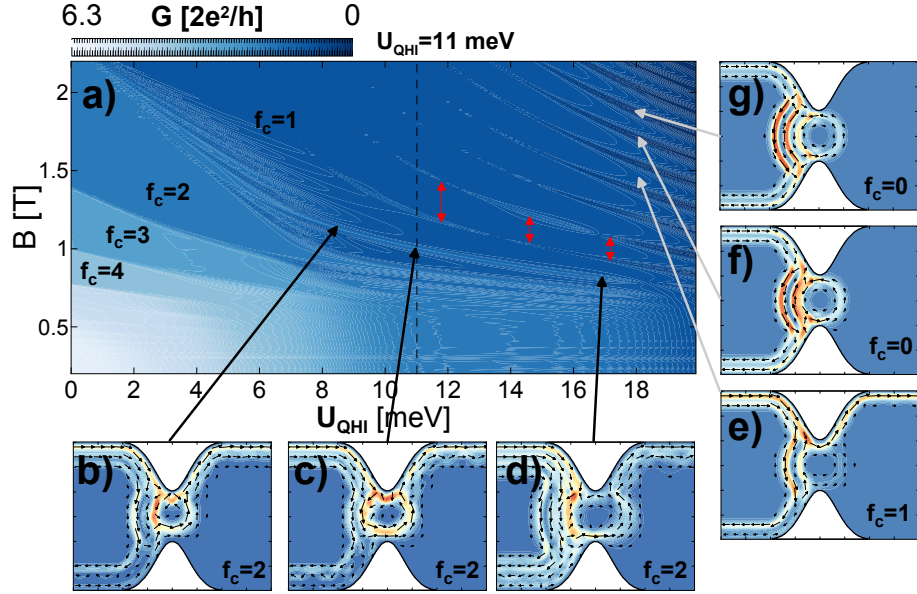 6.3 G [2e²/h] 0
U_QHI=11 meV
a)
f_c=1
f_c=2
f_c=3
f_c=4
B [T]
2
1.5
1
0.5
0 2 4 6 8 10 12 14 16 18
U_QHI [meV]
g)
f_c=0
f)
f_c=0
e)
f_c=1
b)
f_c=2
c)
f_c=2
d)
f_c=2